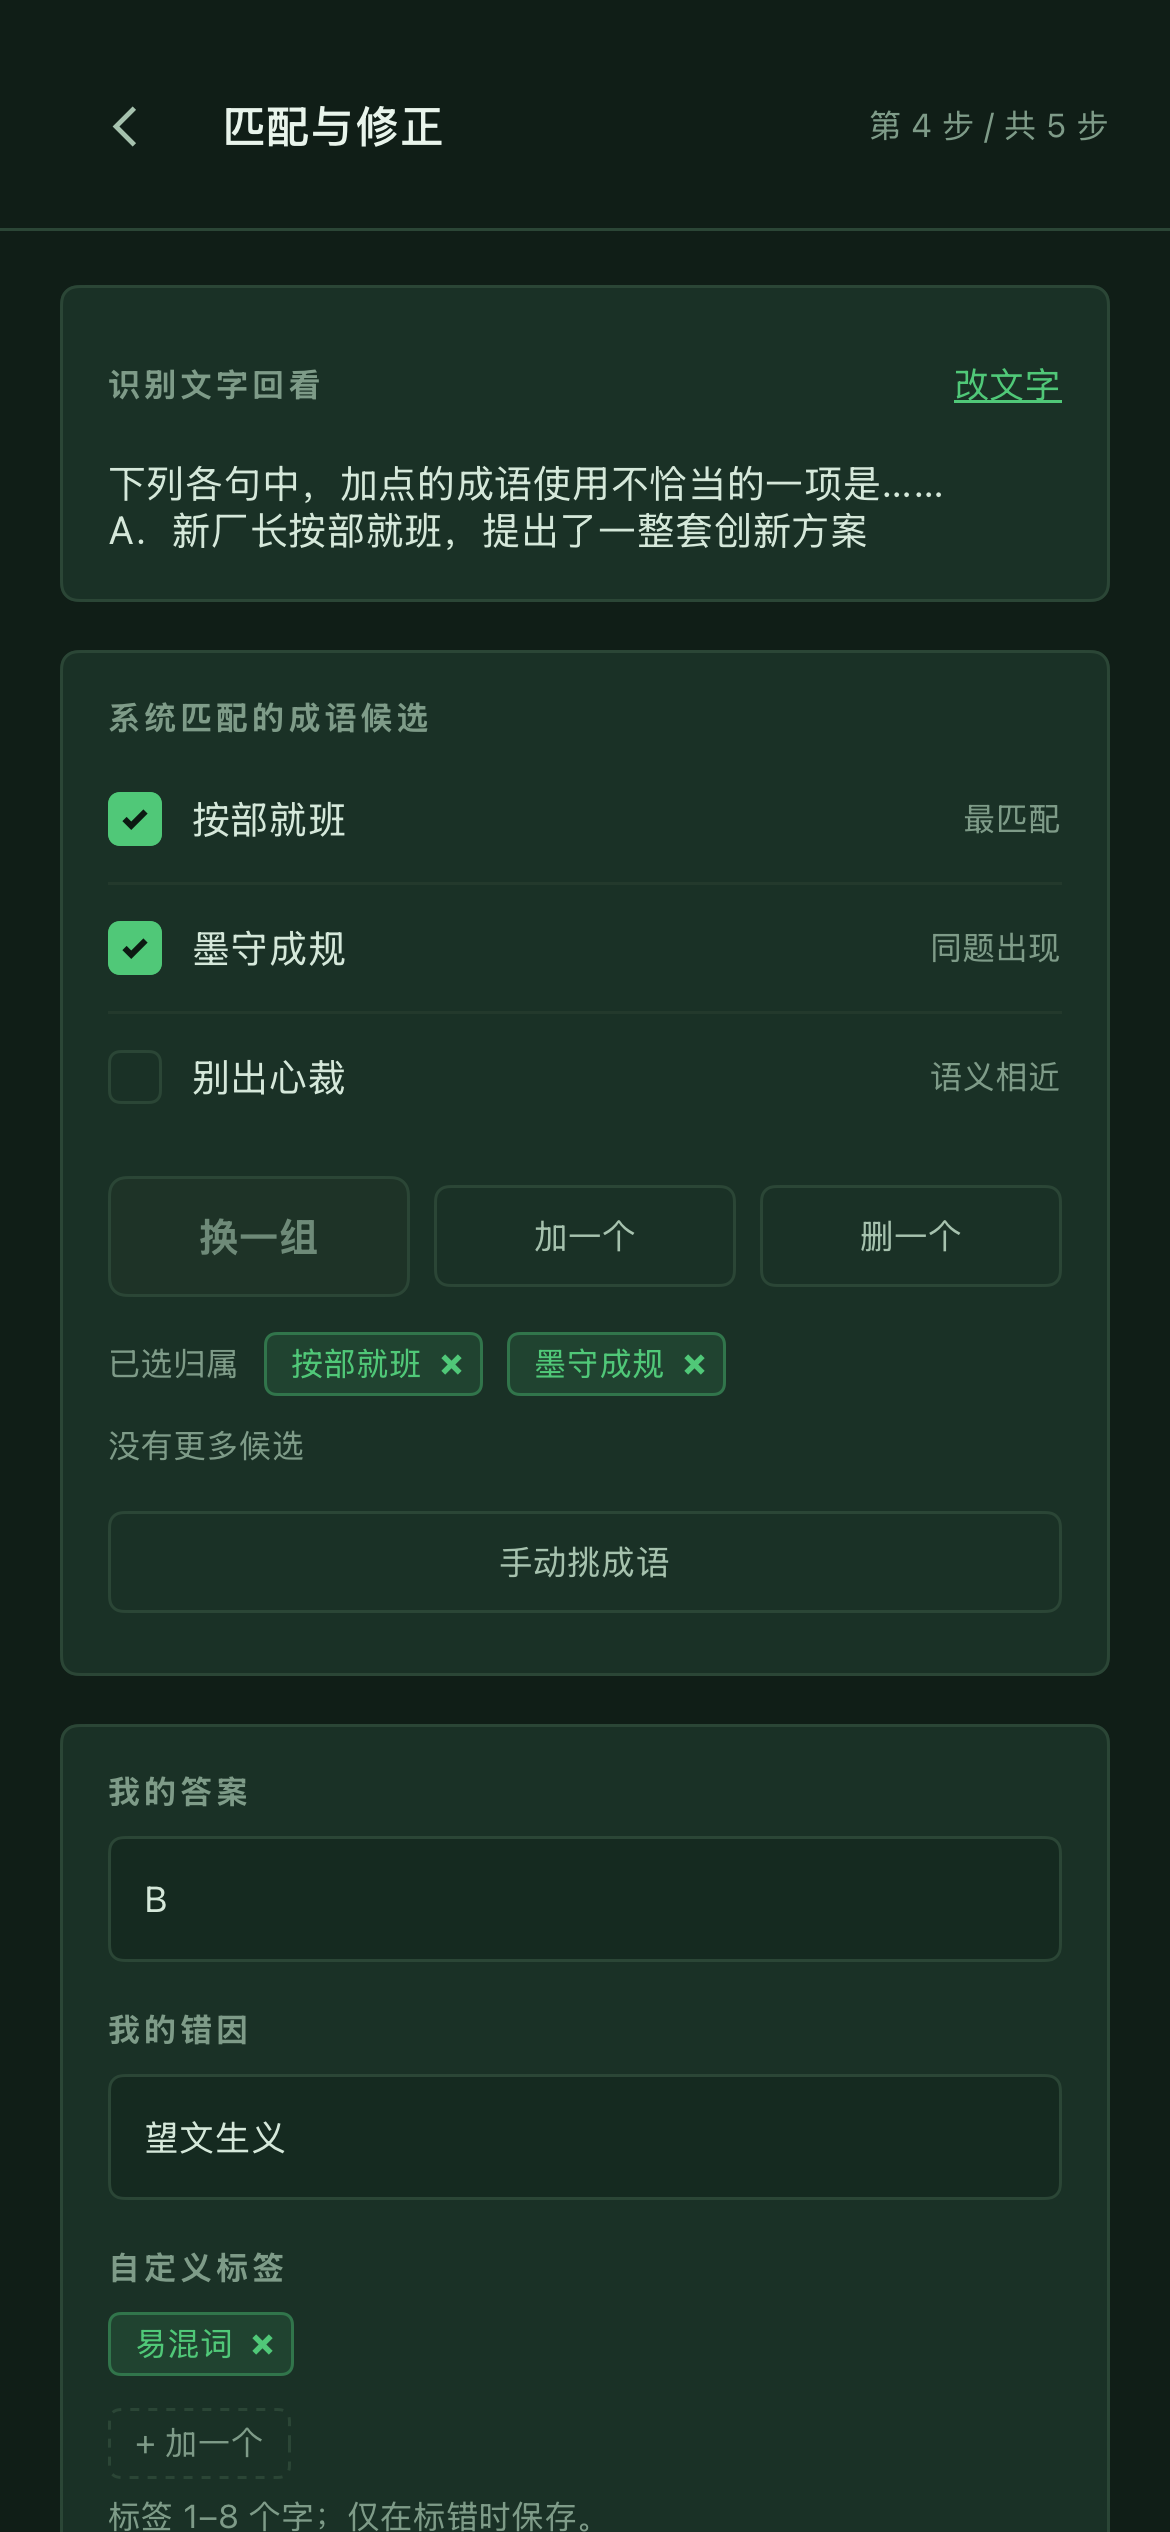 匹配与修正
第 4 步 / 共 5 步
识别文字回看
改文字
下列各句中，加点的成语使用不恰当的一项是……
A．新厂长按部就班，提出了一整套创新方案
系统匹配的成语候选
按部就班
最匹配
墨守成规
同题出现
别出心裁
语义相近
换一组
加一个
删一个
已选归属
按部就班 ×
墨守成规 ×
没有更多候选
手动挑成语
我的答案
B
我的错因
望文生义
自定义标签
易混词 ×
+ 加一个
标签 1–8 个字；仅在标错时保存。